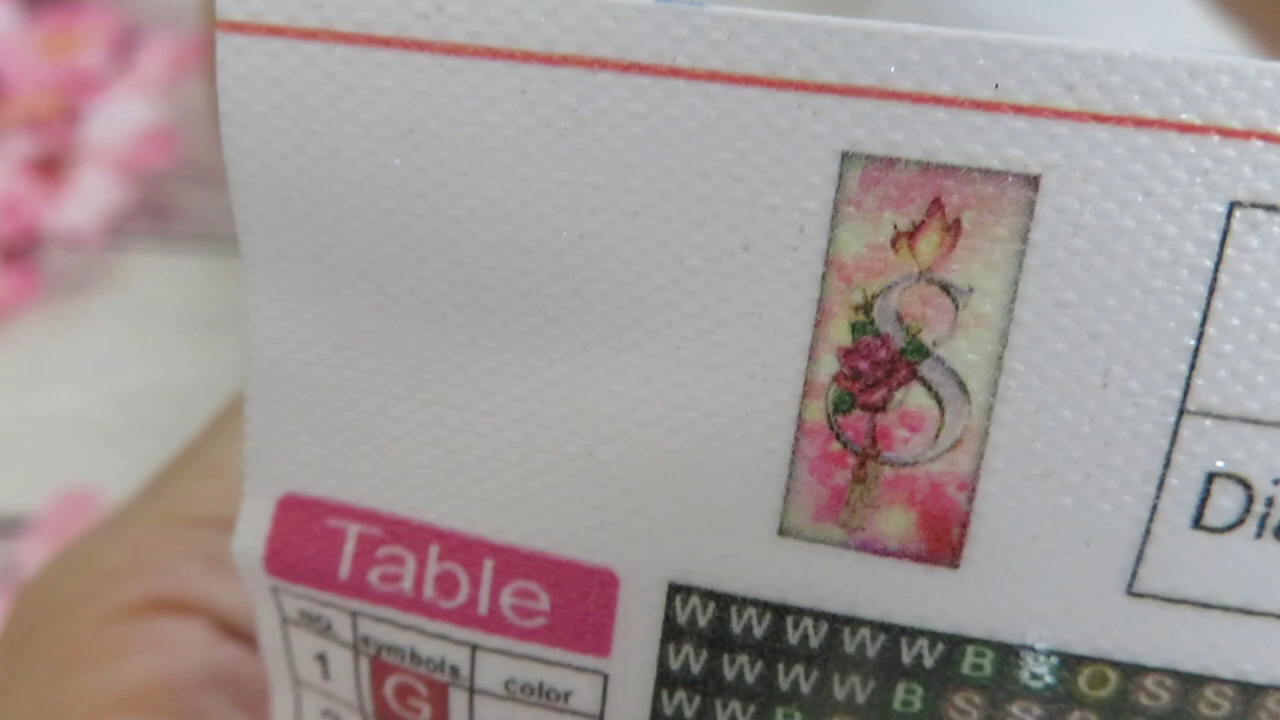 S
Di
Table
NO. symbols color
1 G
W W W W W B & O S S S S
W W W W B S S
W W B